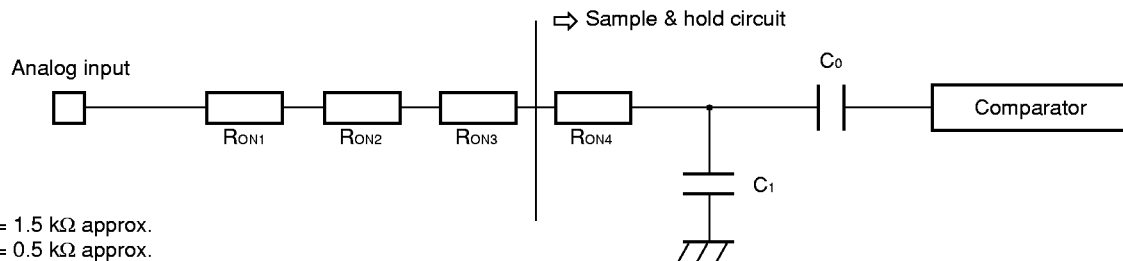 ⇨ Sample & hold circuit
Analog input
C0
Comparator
RON1
RON2
RON3
RON4
C1
= 1.5 kΩ approx.
= 0.5 kΩ approx.